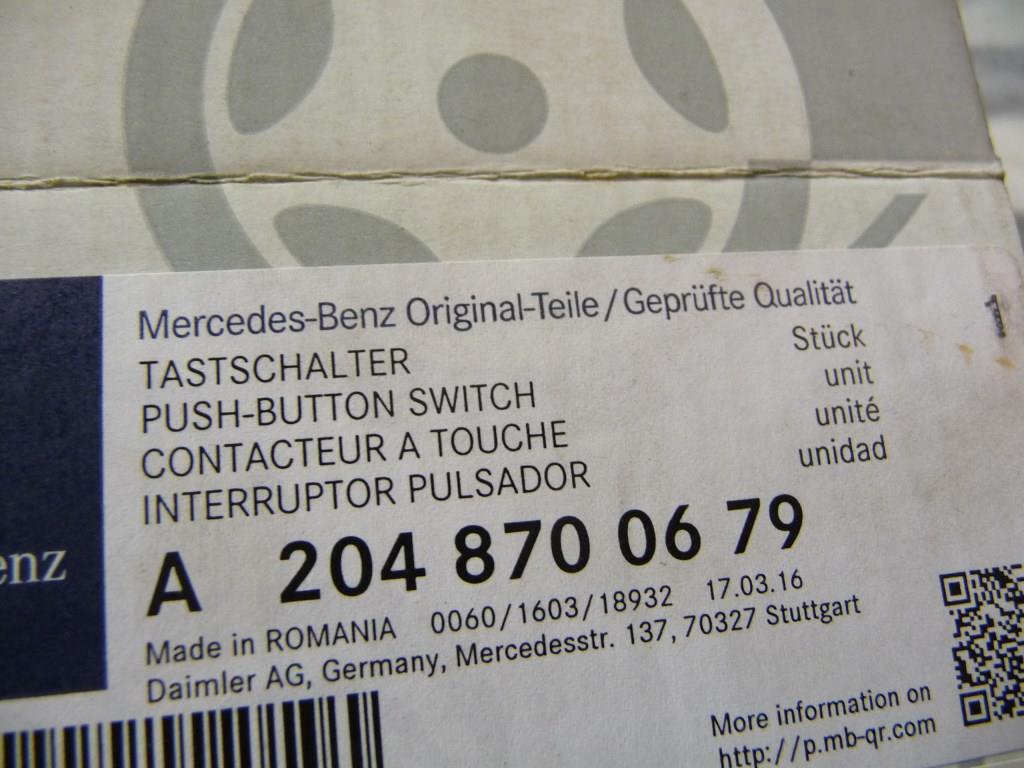 Mercedes-Benz Original-Teile / Geprüfte Qualität
TASTSCHALTER Stück 1
PUSH-BUTTON SWITCH unit
CONTACTEUR A TOUCHE unité
INTERRUPTOR PULSADOR unidad
enz
A 204 870 06 79
Made in ROMANIA 0060/1603/18932 17.03.16
Daimler AG, Germany, Mercedesstr. 137, 70327 Stuttgart
More information on
http://p.mb-qr.com